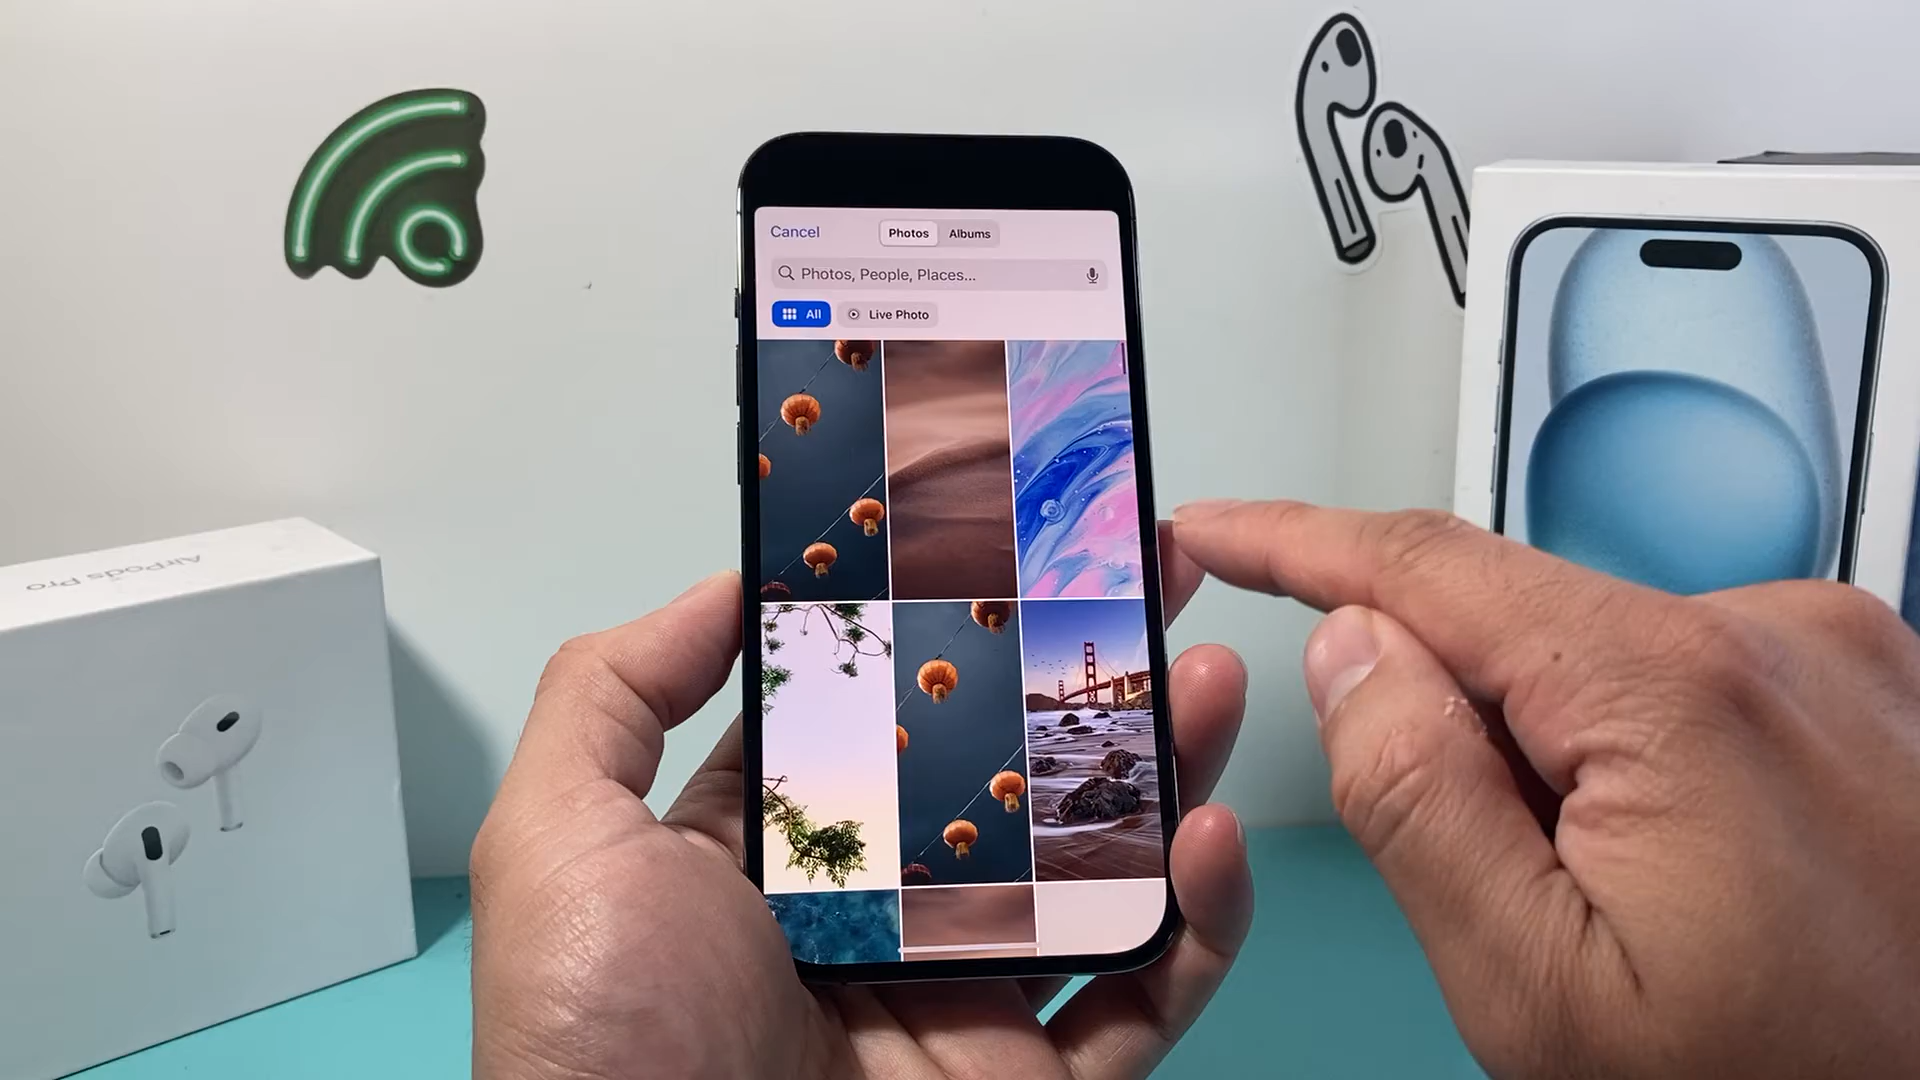 Cancel
Photos Albums
Photos, People, Places...
All Live Photo
AirPods Pro